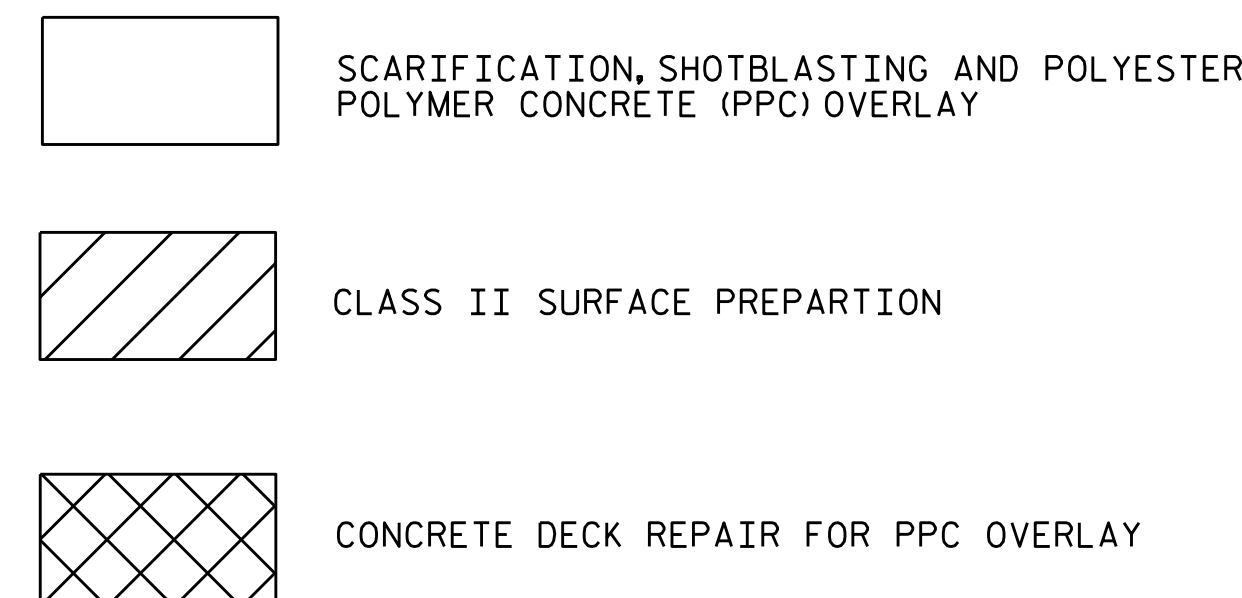 SCARIFICATION, SHOTBLASTING AND POLYESTER
POLYMER CONCRETE (PPC) OVERLAY
CLASS II SURFACE PREPARTION
CONCRETE DECK REPAIR FOR PPC OVERLAY